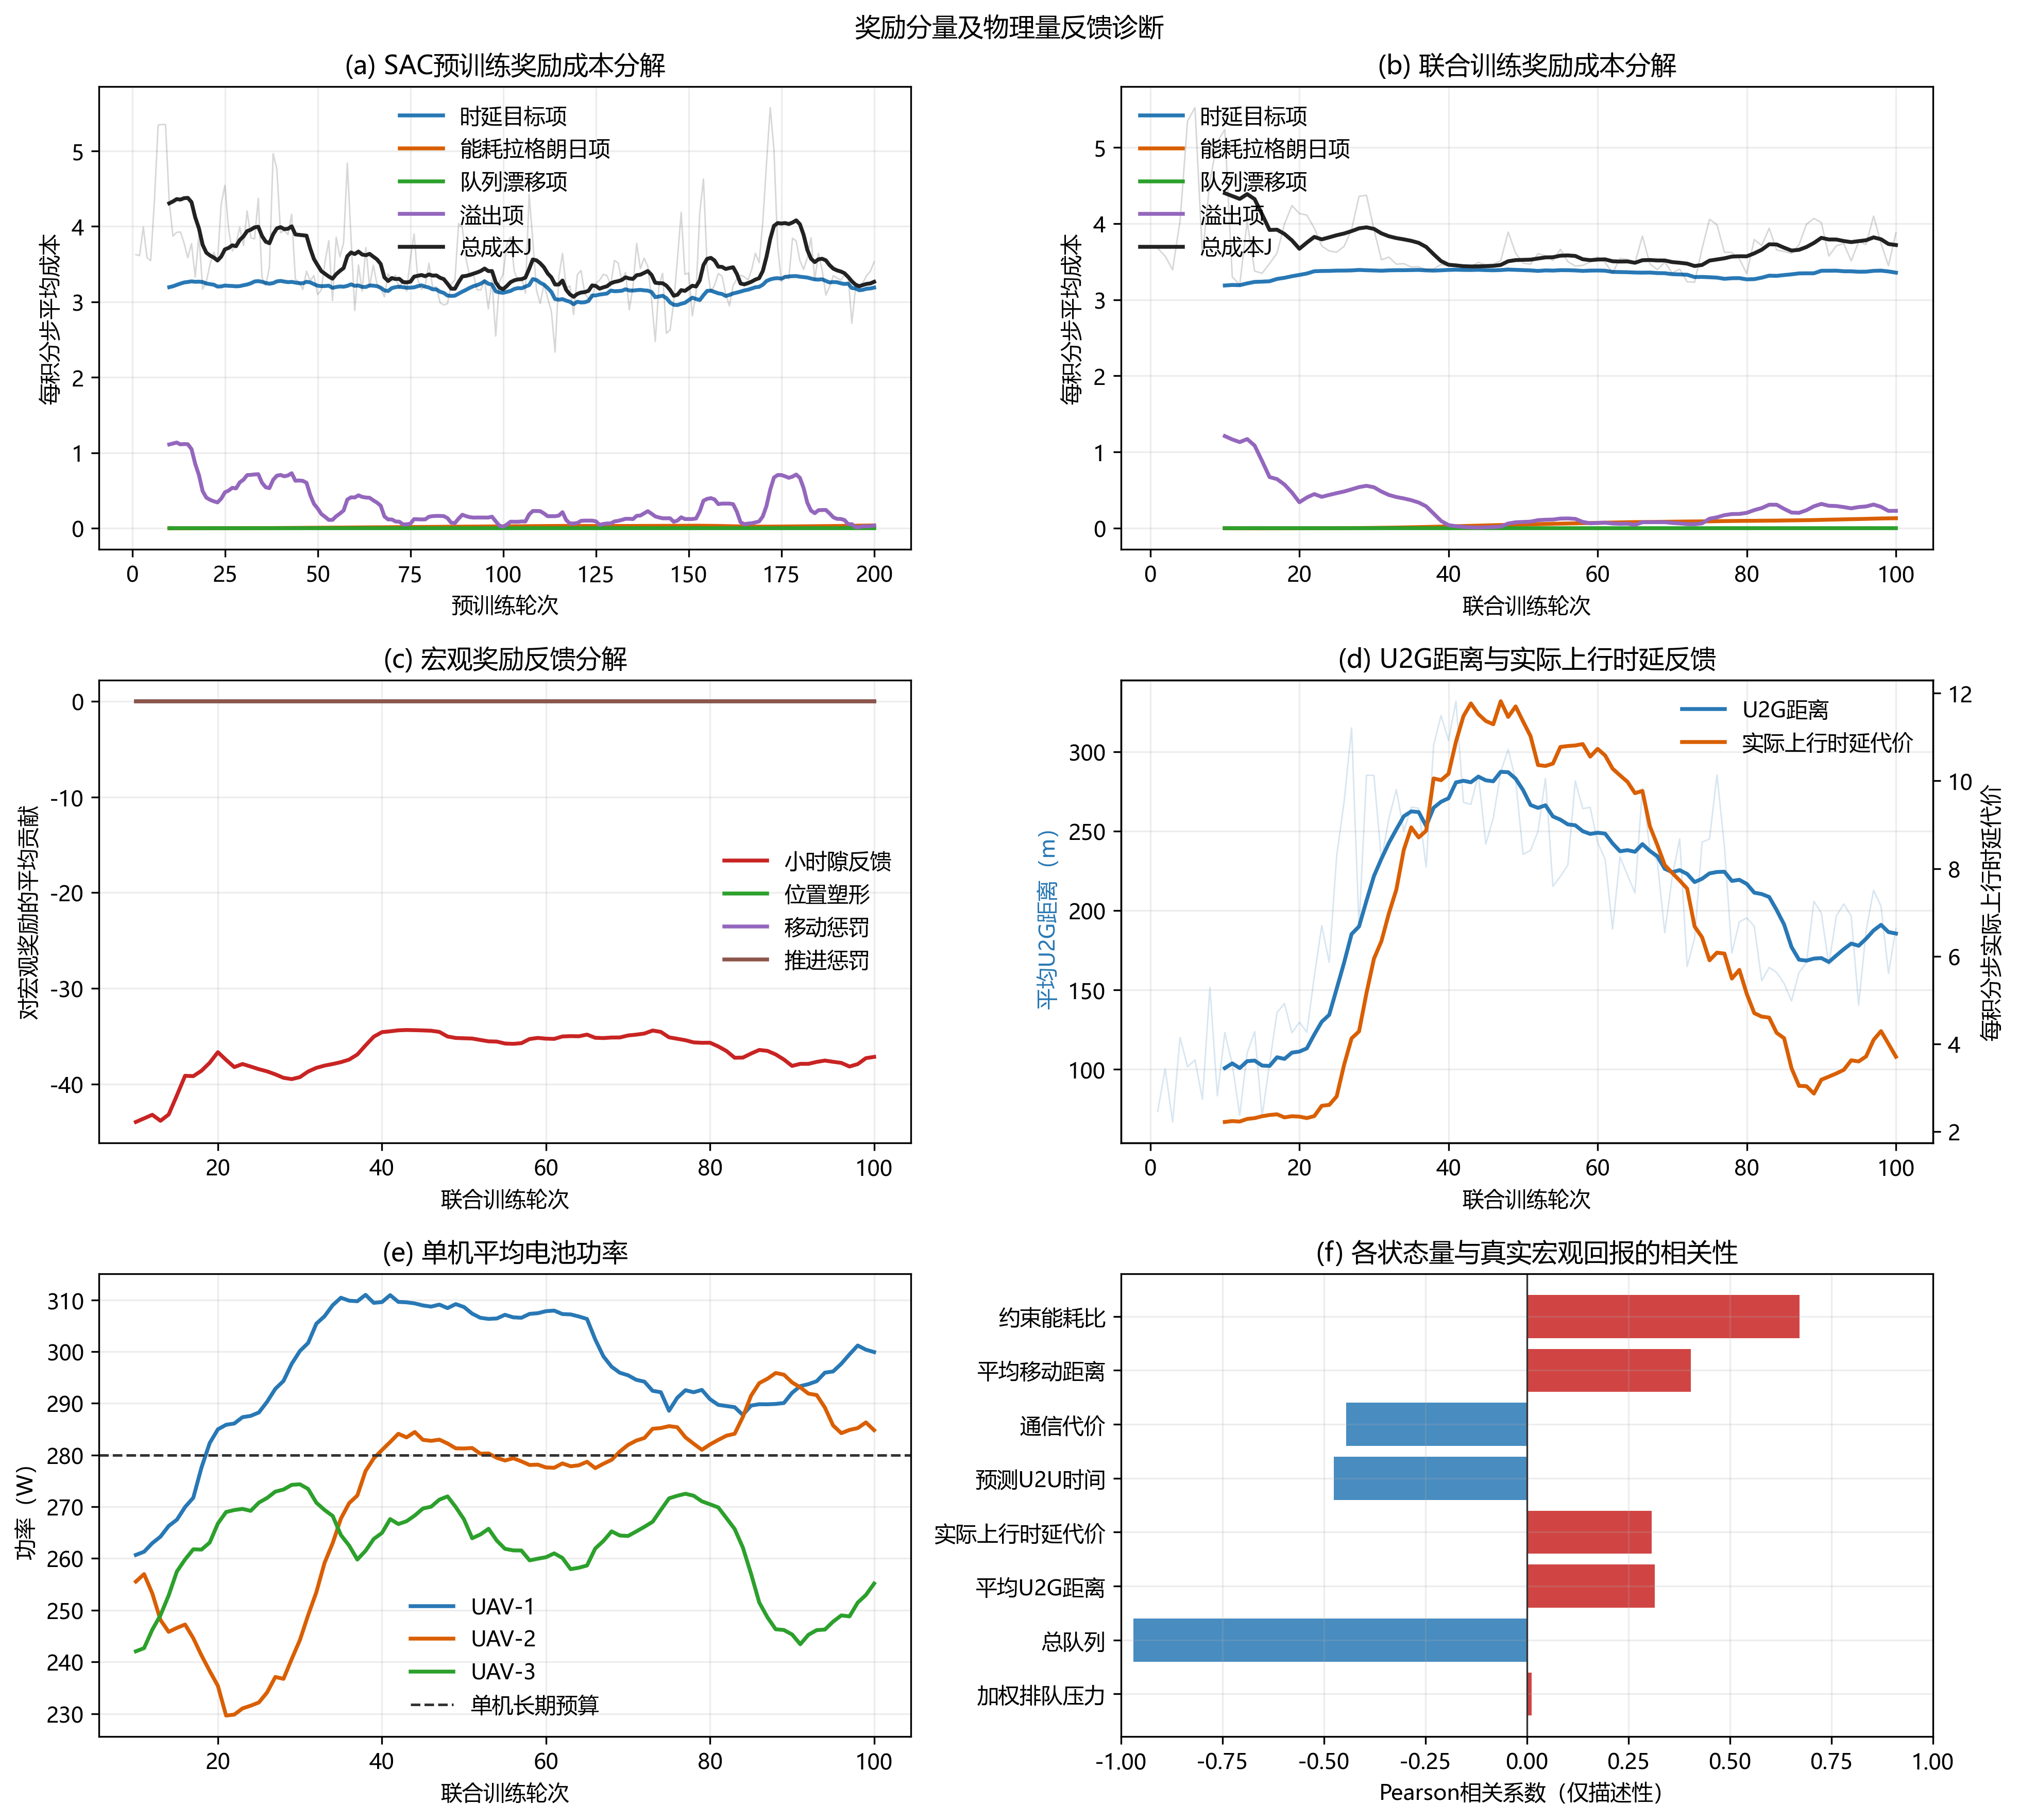 奖励分量及物理量反馈诊断
(a) SAC预训练奖励成本分解
每积分步平均成本
5
4
3
2
1
0
时延目标项
能耗拉格朗日项
队列漂移项
溢出项
总成本J
0 25 50 75 100 125 150 175 200
预训练轮次
(b) 联合训练奖励成本分解
每积分步平均成本
5
4
3
2
1
0
时延目标项
能耗拉格朗日项
队列漂移项
溢出项
总成本J
0 20 40 60 80 100
联合训练轮次
(c) 宏观奖励反馈分解
对宏观奖励的平均贡献
0
-10
-20
-30
-40
小时隙反馈
位置塑形
移动惩罚
推进惩罚
20 40 60 80 100
联合训练轮次
(d) U2G距离与实际上行时延反馈
平均U2G距离（m）
300
250
200
150
100
U2G距离
实际上行时延代价
12
10
8
6
4
2
每积分步实际上行时延代价
0 20 40 60 80 100
联合训练轮次
(e) 单机平均电池功率
功率（W）
310
300
290
280
270
260
250
240
230
UAV-1
UAV-2
UAV-3
单机长期预算
20 40 60 80 100
联合训练轮次
(f) 各状态量与真实宏观回报的相关性
约束能耗比
平均移动距离
通信代价
预测U2U时间
实际上行时延代价
平均U2G距离
总队列
加权排队压力
-1.00 -0.75 -0.50 -0.25 0.00 0.25 0.50 0.75 1.00
Pearson相关系数（仅描述性）